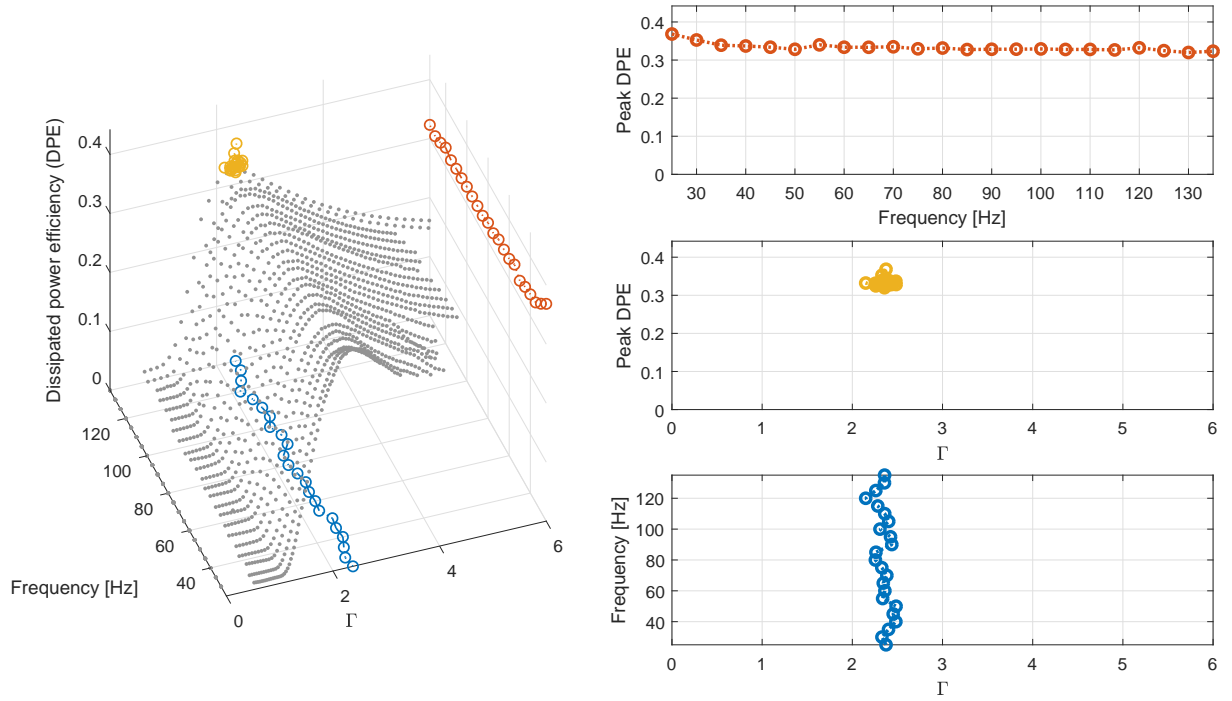 Dissipated power efficiency (DPE)
0.4
0.3
0.2
0.1
0
120
100
80
60
40
Frequency [Hz]
0
2
4
6
Γ
Peak DPE
0.4
0.3
0.2
0.1
0
30 40 50 60 70 80 90 100 110 120 130
Frequency [Hz]
Peak DPE
0.4
0.3
0.2
0.1
0
0 1 2 3 4 5 6
Γ
Frequency [Hz]
120
100
80
60
40
0 1 2 3 4 5 6
Γ